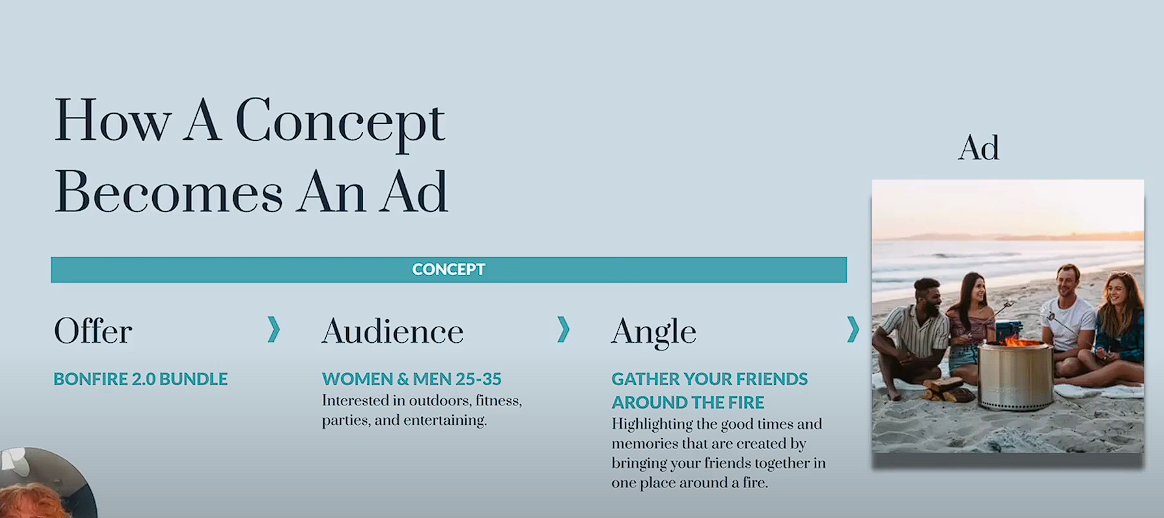 How A Concept
Becomes An Ad
CONCEPT
Offer
BONFIRE 2.0 BUNDLE
Audience
WOMEN & MEN 25-35
Interested in outdoors, fitness,
parties, and entertaining.
Angle
GATHER YOUR FRIENDS
AROUND THE FIRE
Highlighting the good times and
memories that are created by
bringing your friends together in
one place around a fire.
Ad